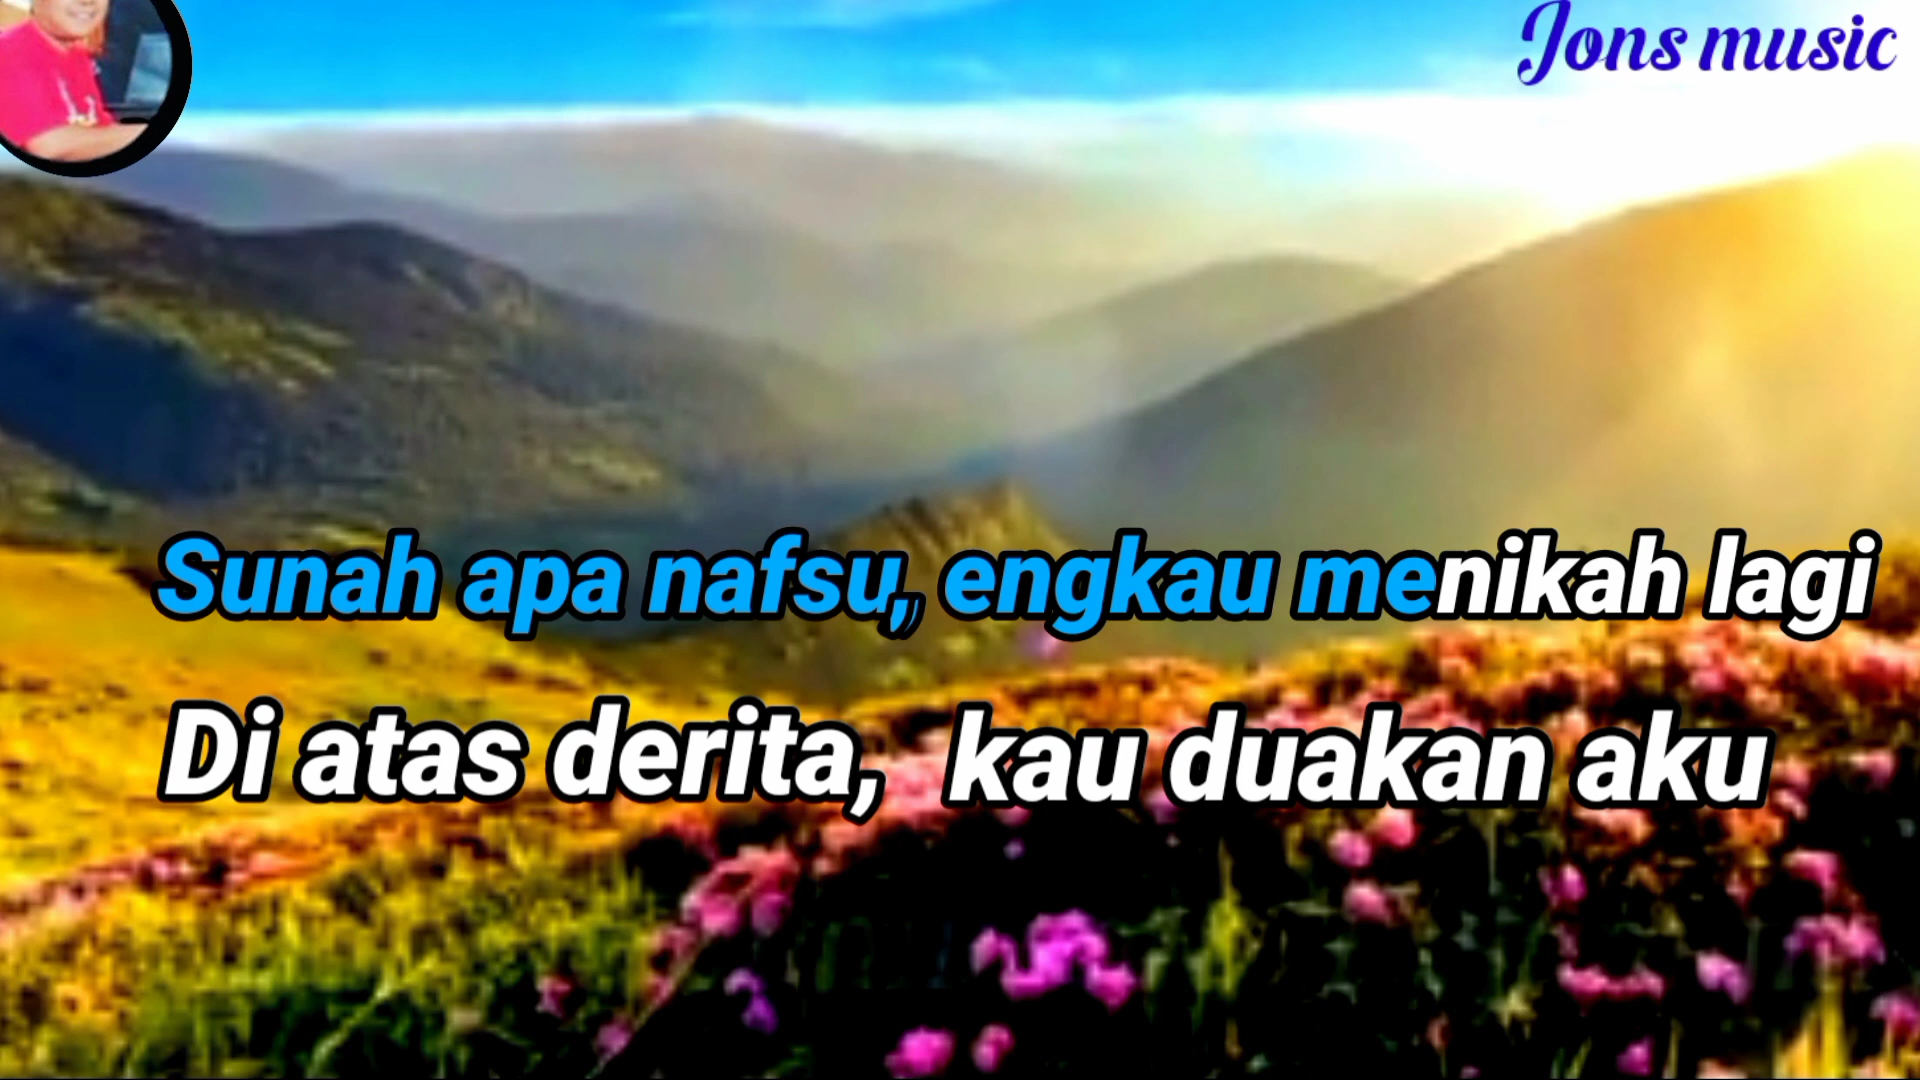 Jons music
Sunah apa nafsu, engkau menikah lagi
Di atas derita, kau duakan aku